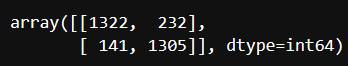 array([[1322,  232],
       [ 141, 1305]], dtype=int64)